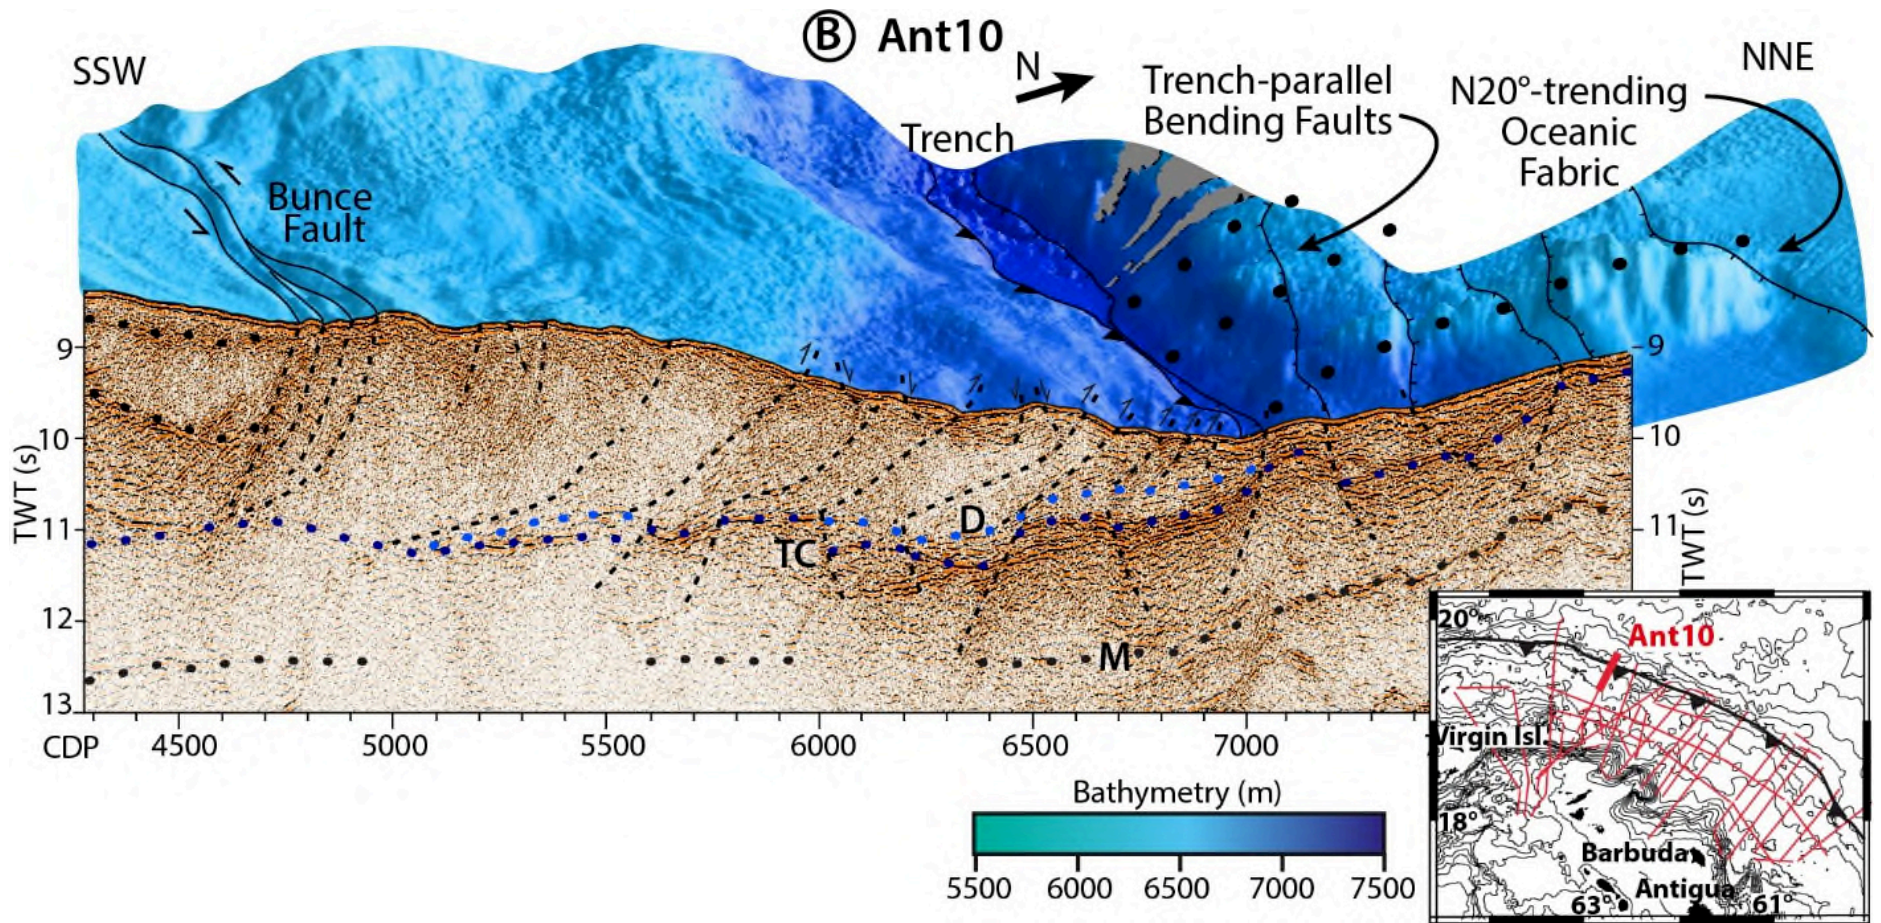 B Ant10
SSW
N
NNE
Trench-parallel
Bending Faults
N20°-trending
Oceanic
Fabric
Trench
Bunce
Fault
9
10
11
12
13
TWT (s)
9
10
11
TWT (s)
D
TC
M
CDP
4500
5000
5500
6000
6500
7000
Bathymetry (m)
5500
6000
6500
7000
7500
20°
Ant10
Virgin Isl.
18°
Barbuda
Antigua
63°
61°